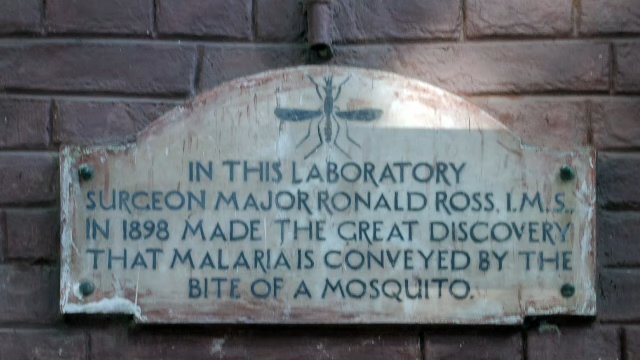 IN THIS LABORATORY
SURGEON MAJOR RONALD ROSS. I.M.S.
IN 1898 MADE THE GREAT DISCOVERY
THAT MALARIA IS CONVEYED BY THE
BITE OF A MOSQUITO.